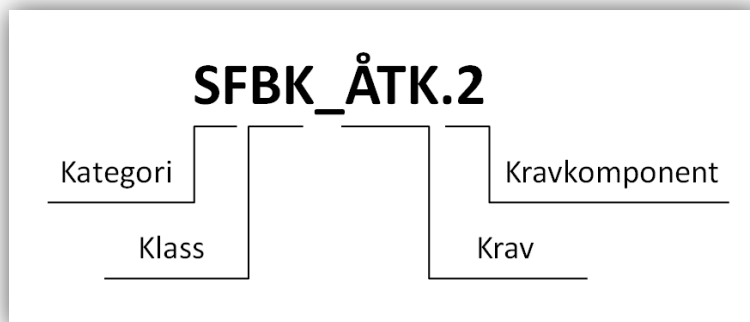 SFBK_ÅTK.2
Kategori
Kravkomponent
Klass
Krav